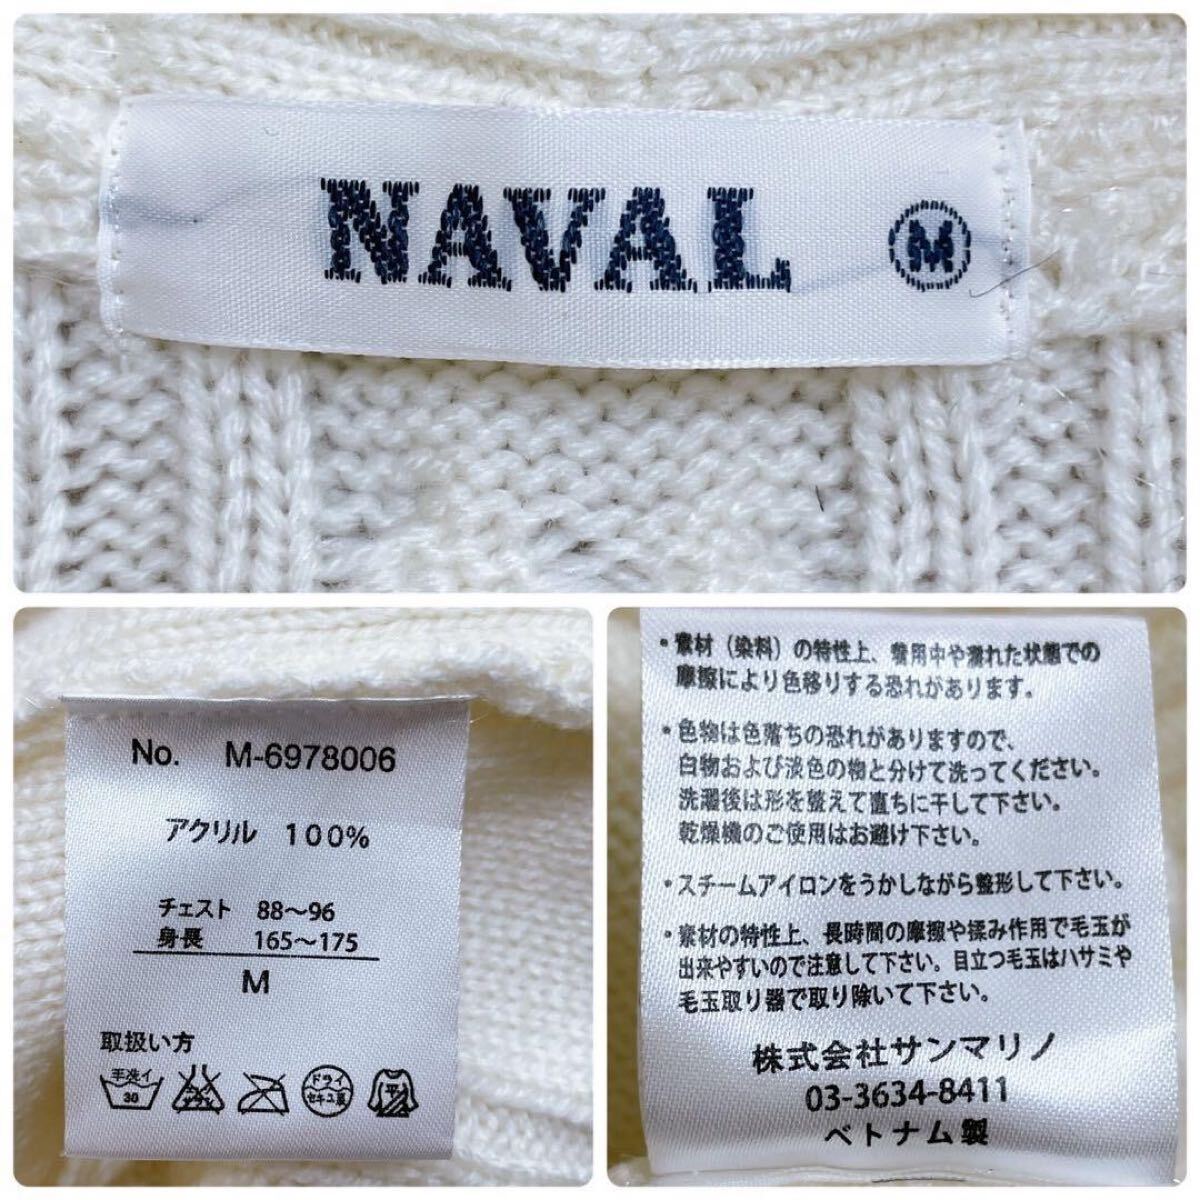 NAVAL M
No. M-6978006
アクリル 100%
チェスト 88～96
身長 165～175
M
取扱い方
手洗イ
30
エンソサラシ
ドライ
セキユ系
平
・素材（染料）の特性上、着用中や濡れた状態での
摩擦により色移りする恐れがあります。
・色物は色落ちの恐れがありますので、
白物および淡色の物と分けて洗ってください。
洗濯後は形を整えて直ちに干して下さい。
乾燥機のご使用はお避け下さい。
・スチームアイロンをうかしながら整形して下さい。
・素材の特性上、長時間の摩擦や揉み作用で毛玉が
出来やすいので注意して下さい。目立つ毛玉はハサミや
毛玉取り器で取り除いて下さい。
株式会社サンマリノ
03-3634-8411
ベトナム製